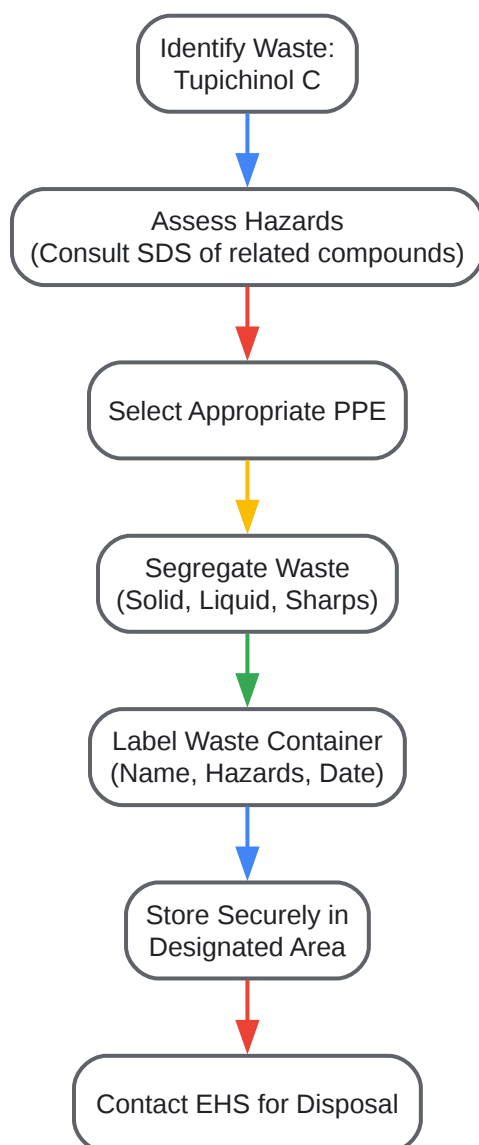 Identify Waste:
Tupichinol C
Assess Hazards
(Consult SDS of related compounds)
Select Appropriate PPE
Segregate Waste
(Solid, Liquid, Sharps)
Label Waste Container
(Name, Hazards, Date)
Store Securely in
Designated Area
Contact EHS for Disposal